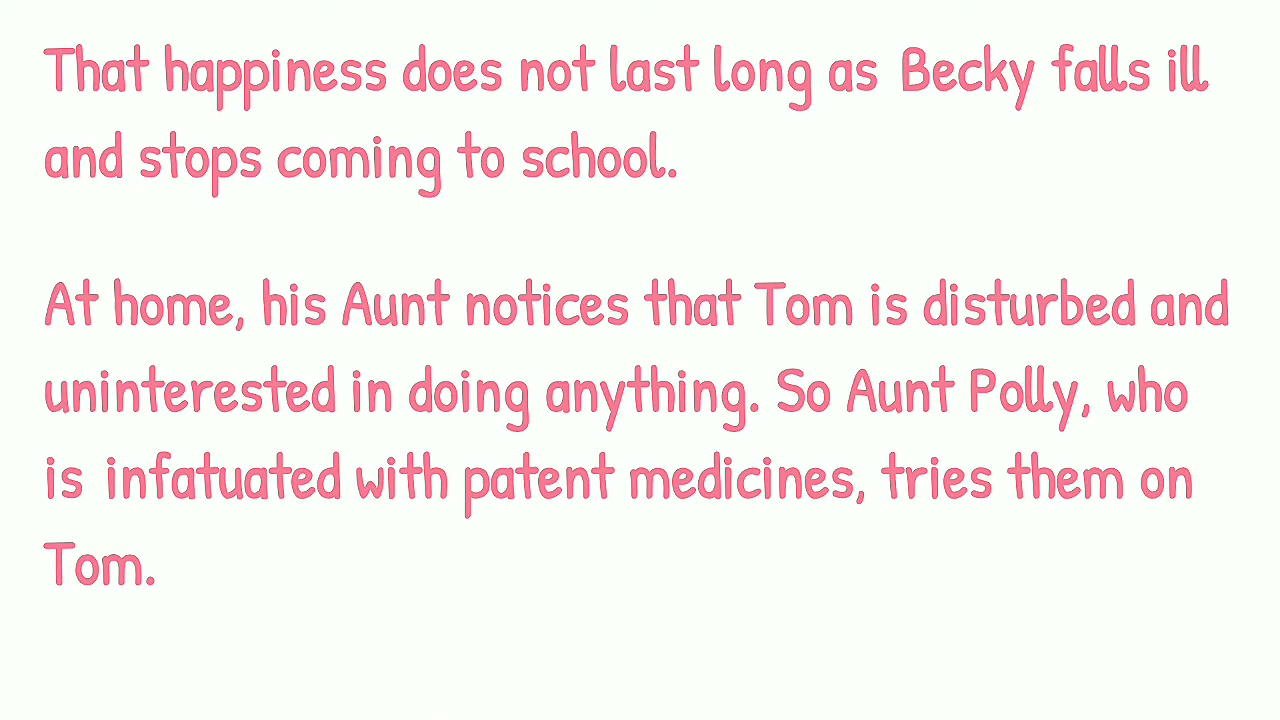 That happiness does not last long as Becky falls ill
and stops coming to school.
At home, his Aunt notices that Tom is disturbed and
uninterested in doing anything. So Aunt Polly, who
is infatuated with patent medicines, tries them on
Tom.